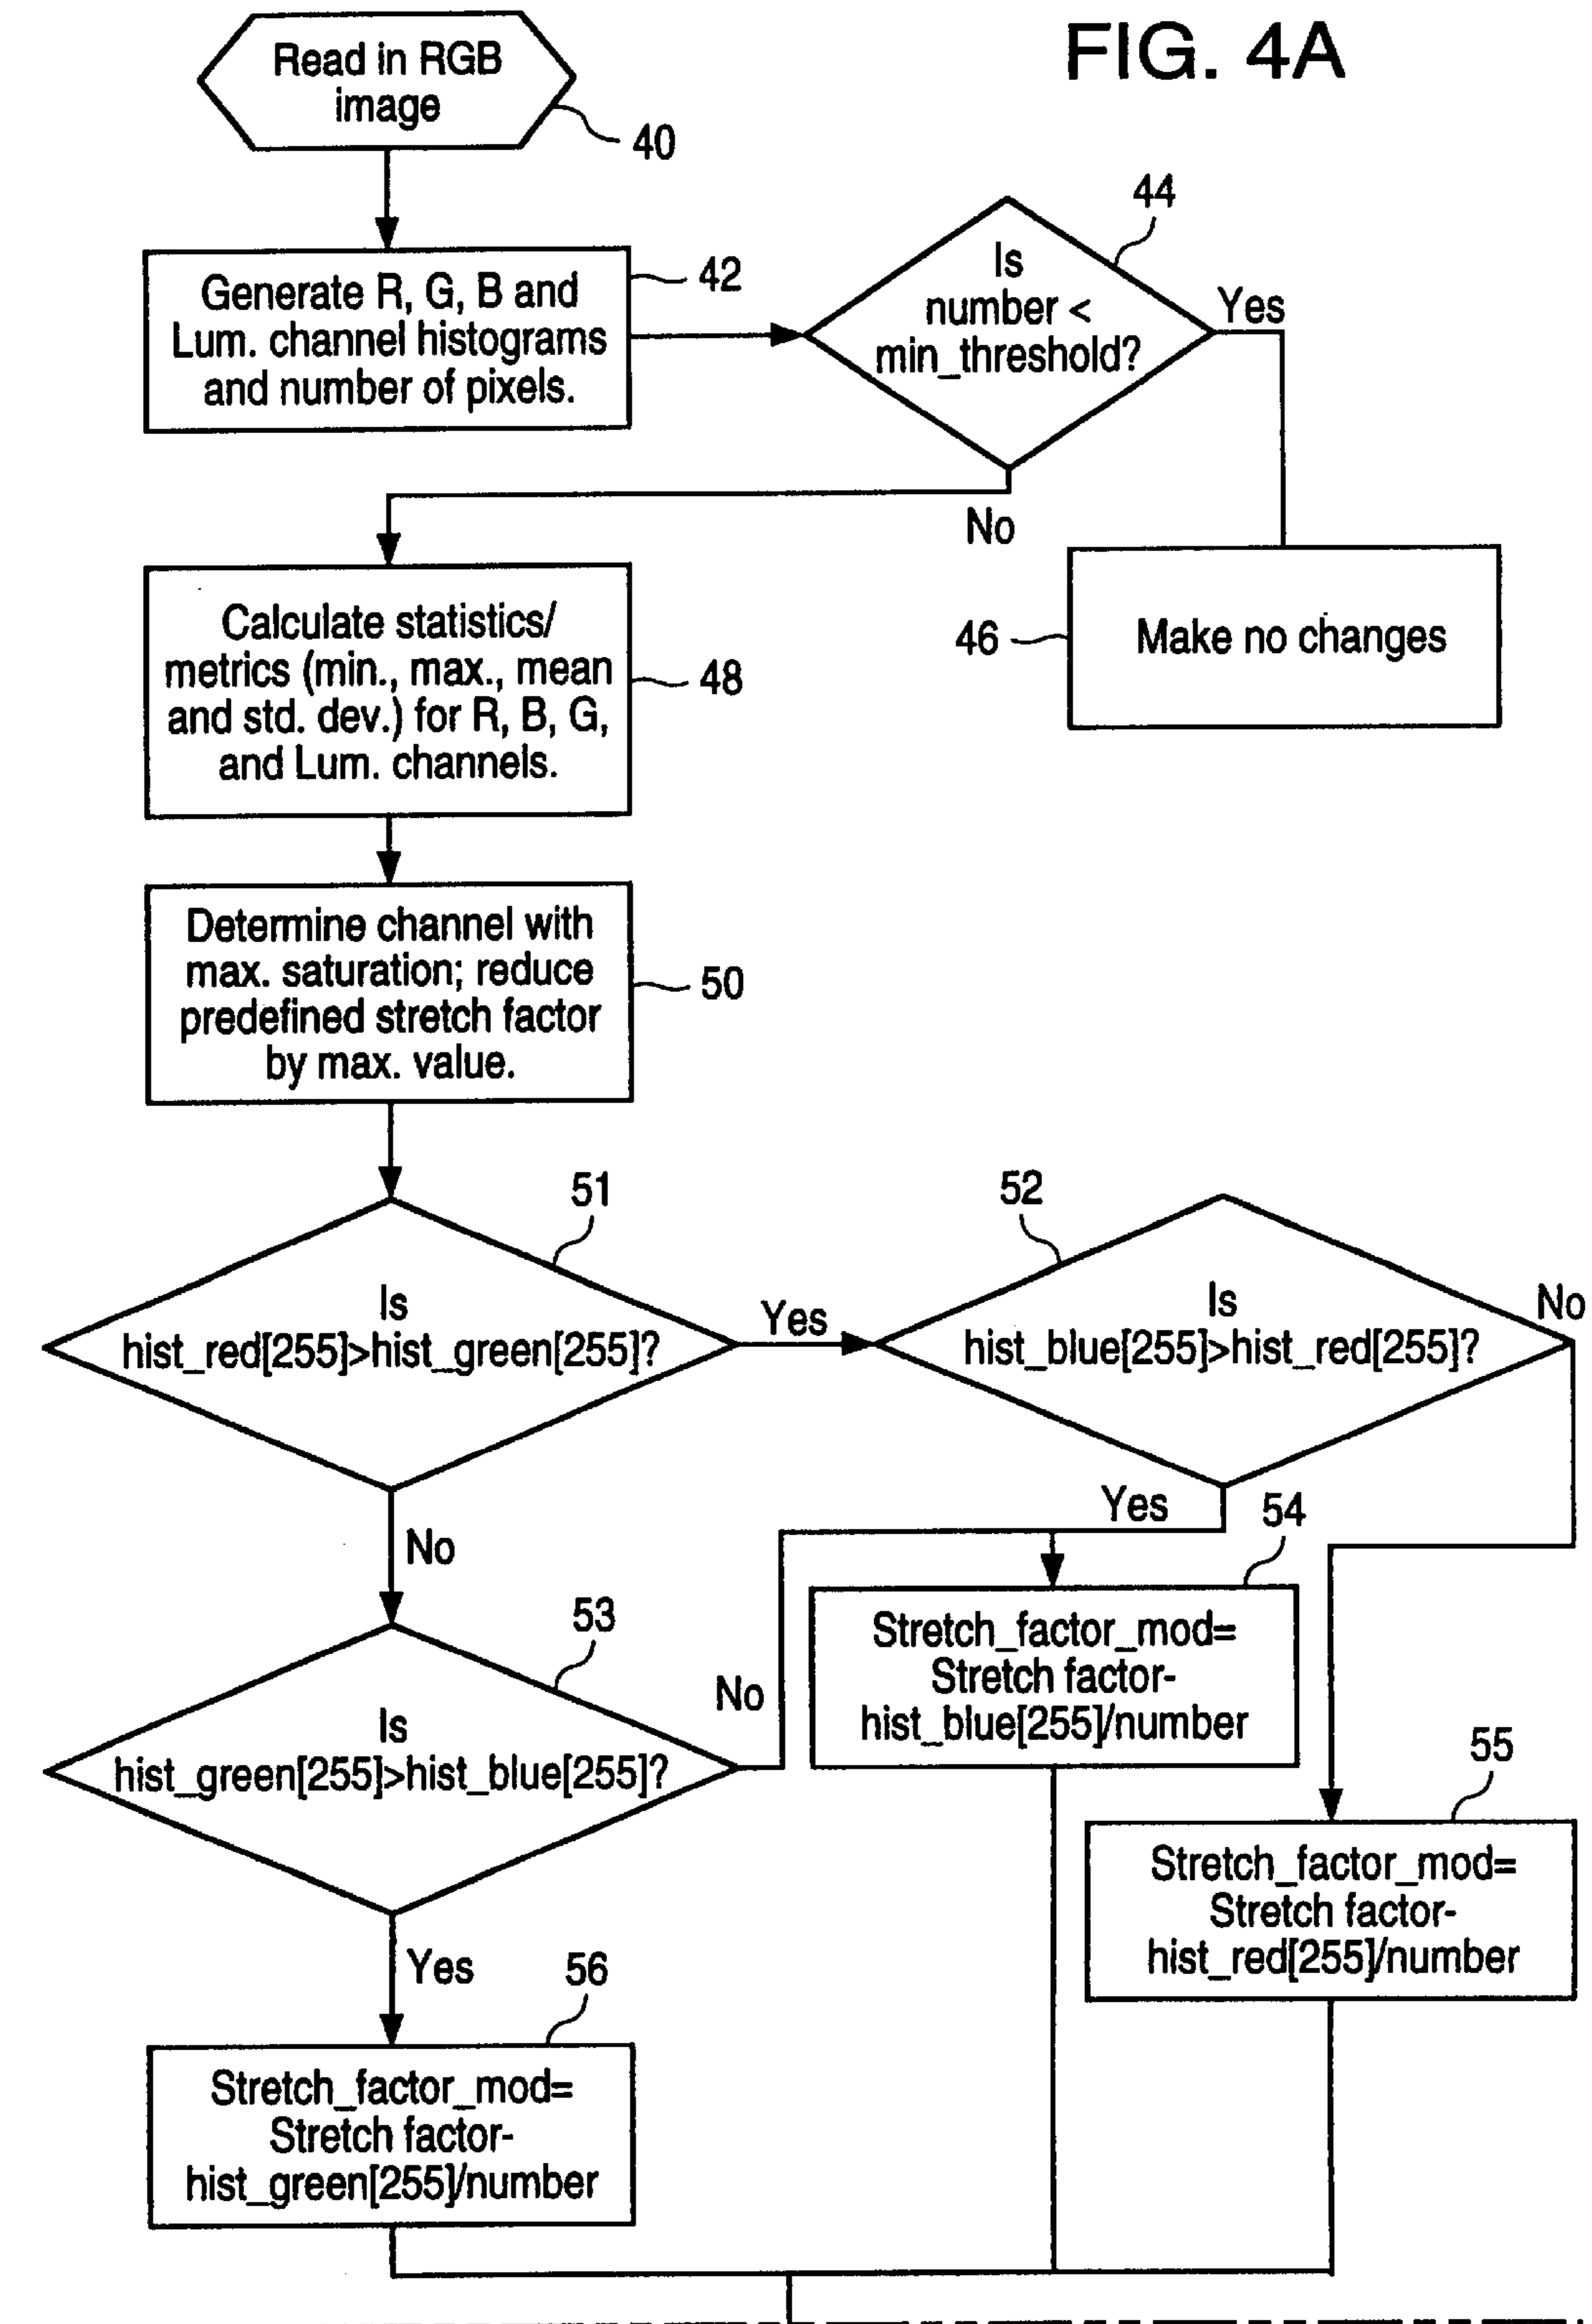 FIG. 4A
Read in RGB
image
40
Generate R, G, B and
Lum. channel histograms
and number of pixels.
42
44
Is
number <
min_threshold?
Yes
No
46
Make no changes
Calculate statistics/
metrics (min., max., mean
and std. dev.) for R, B, G,
and Lum. channels.
48
Determine channel with
max. saturation; reduce
predefined stretch factor
by max. value.
50
51
Is
hist_red[255]>hist_green[255]?
Yes
No
52
Is
hist_blue[255]>hist_red[255]?
No
Yes
53
Is
hist_green[255]>hist_blue[255]?
No
Yes
54
Stretch_factor_mod=
Stretch factor-
hist_blue[255]/number
55
Stretch_factor_mod=
Stretch factor-
hist_red[255]/number
56
Stretch_factor_mod=
Stretch factor-
hist_green[255]/number